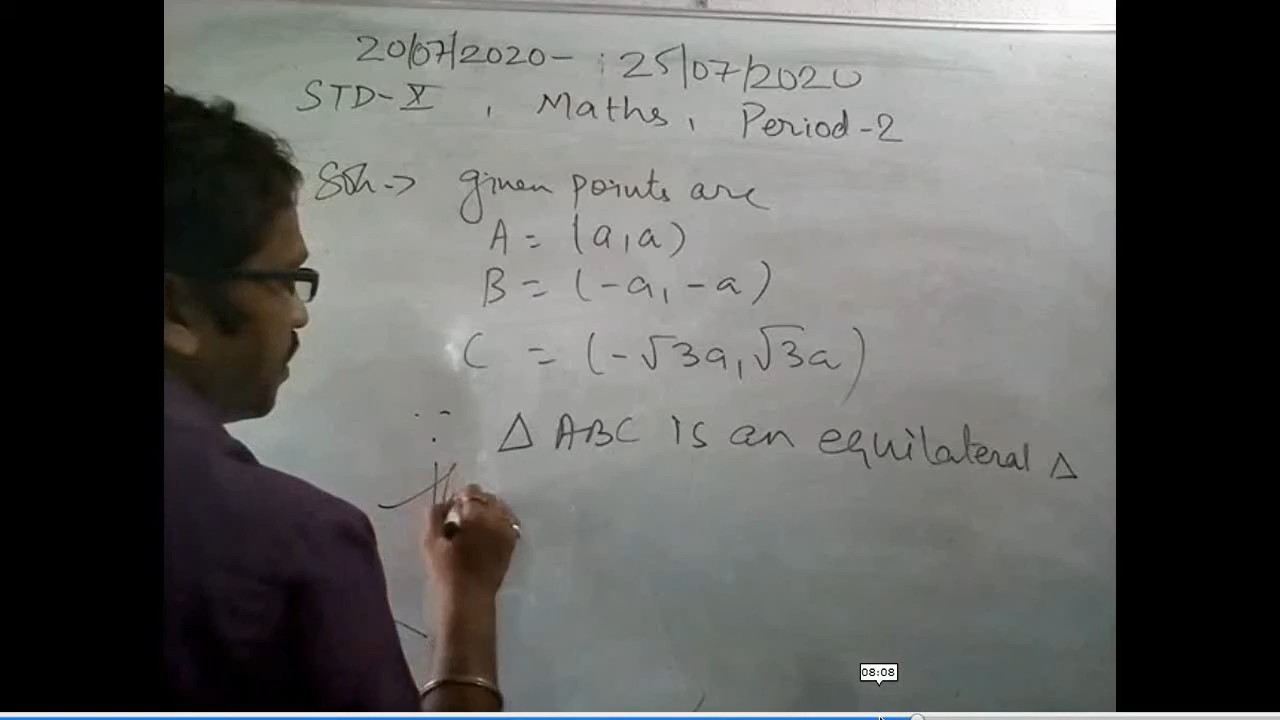 20/07/2020 - : 25/07/2020
STD-X , Maths, Period-2
Soln -> given points are
A = (a, a)
B = (-a, -a)
C = (-√3a, √3a)
∵ Δ ABC is an equilateral Δ
08:08